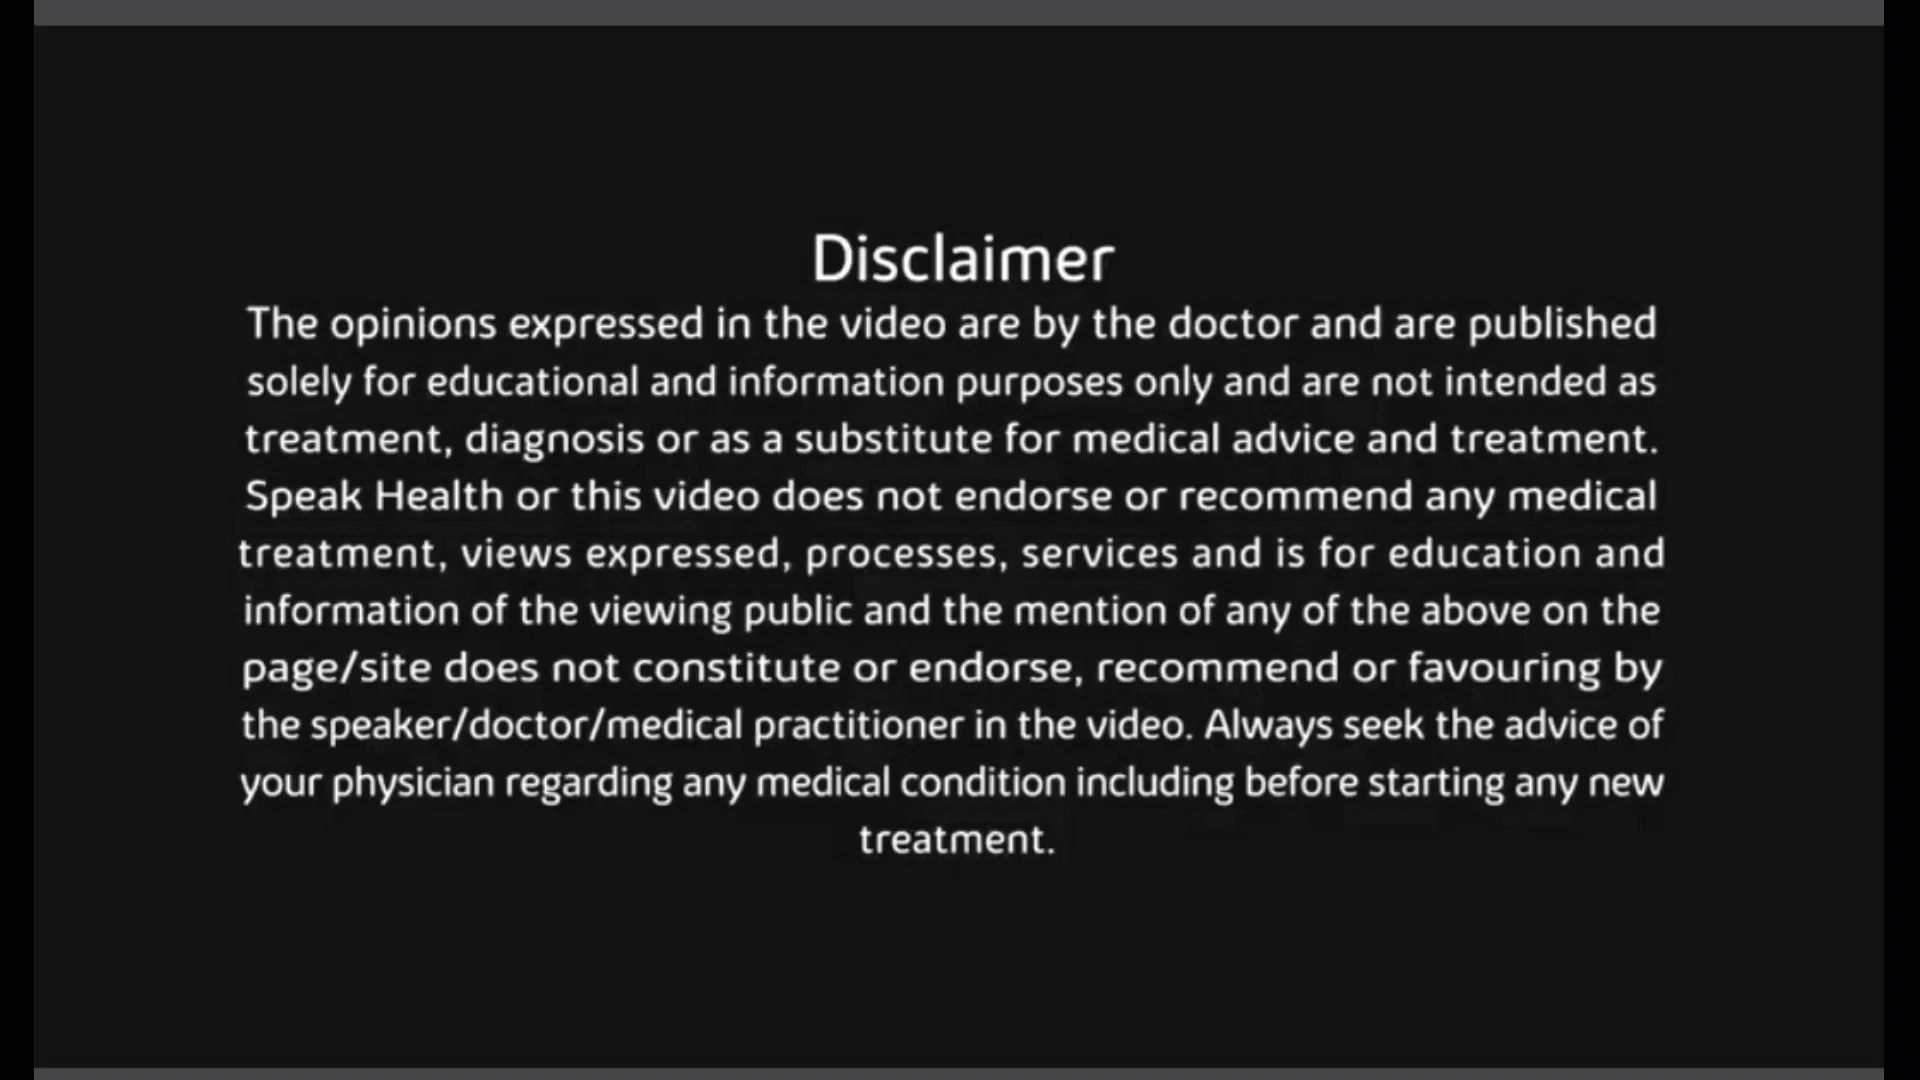 Disclaimer
The opinions expressed in the video are by the doctor and are published
solely for educational and information purposes only and are not intended as
treatment, diagnosis or as a substitute for medical advice and treatment.
Speak Health or this video does not endorse or recommend any medical
treatment, views expressed, processes, services and is for education and
information of the viewing public and the mention of any of the above on the
page/site does not constitute or endorse, recommend or favouring by
the speaker/doctor/medical practitioner in the video. Always seek the advice of
your physician regarding any medical condition including before starting any new
treatment.